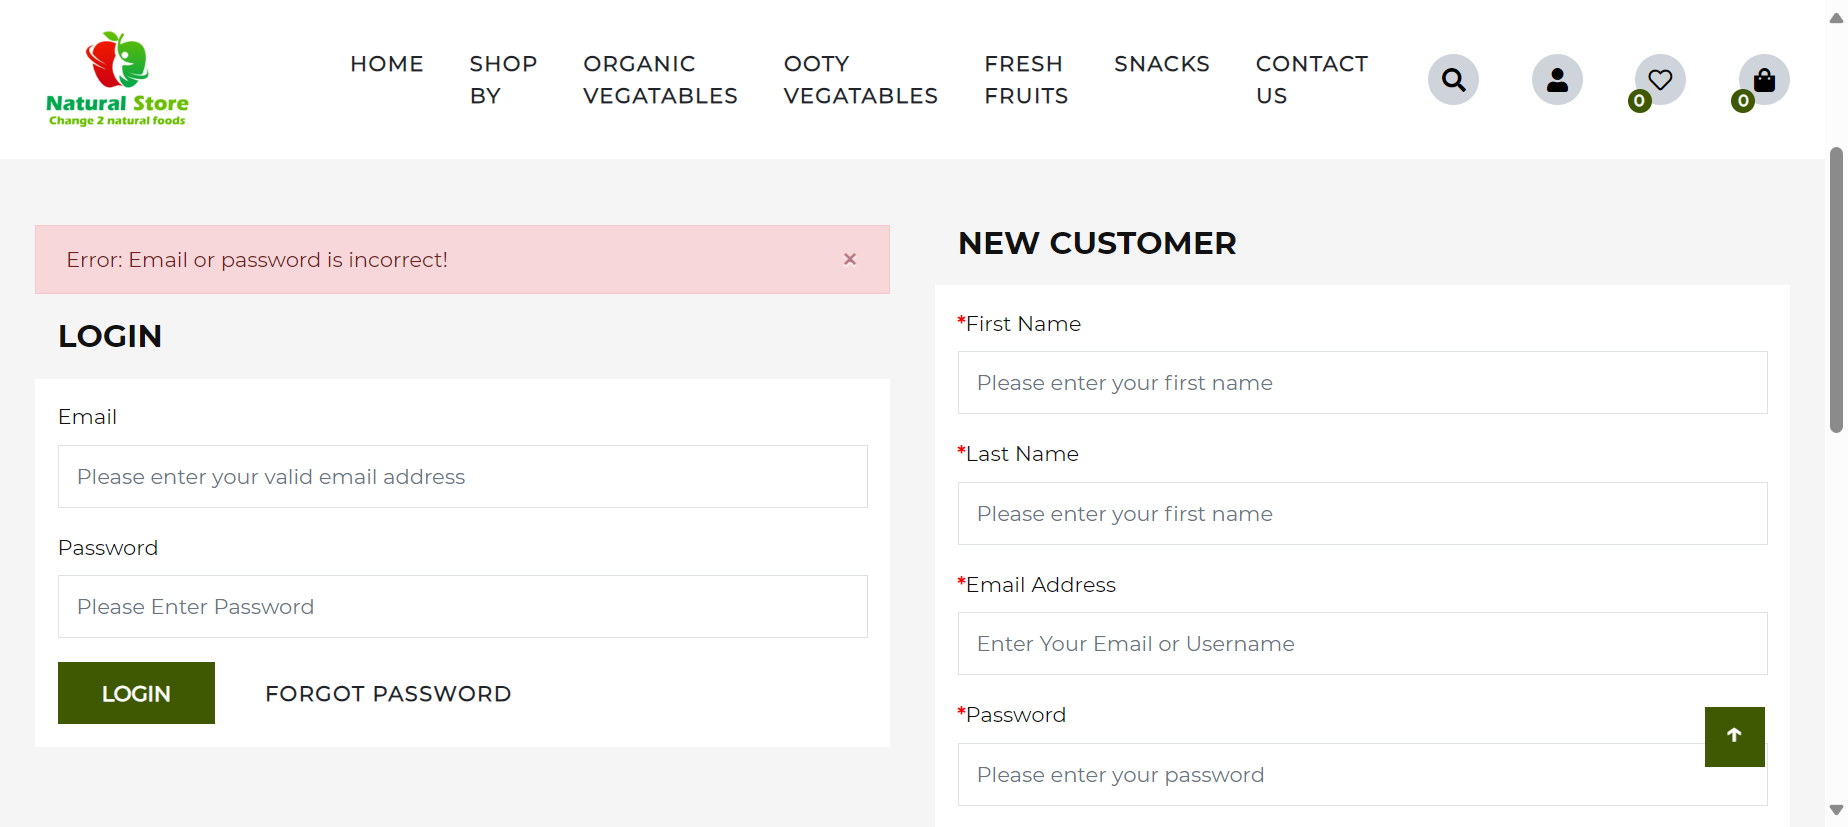 Natural Store
Change 2 natural foods
HOME
SHOP
BY
ORGANIC
VEGATABLES
OOTY
VEGATABLES
FRESH
FRUITS
SNACKS
CONTACT
US
0
0
Error: Email or password is incorrect!
×
LOGIN
Email
Please enter your valid email address
Password
Please Enter Password
LOGIN
FORGOT PASSWORD
NEW CUSTOMER
*First Name
Please enter your first name
*Last Name
Please enter your first name
*Email Address
Enter Your Email or Username
*Password
Please enter your password